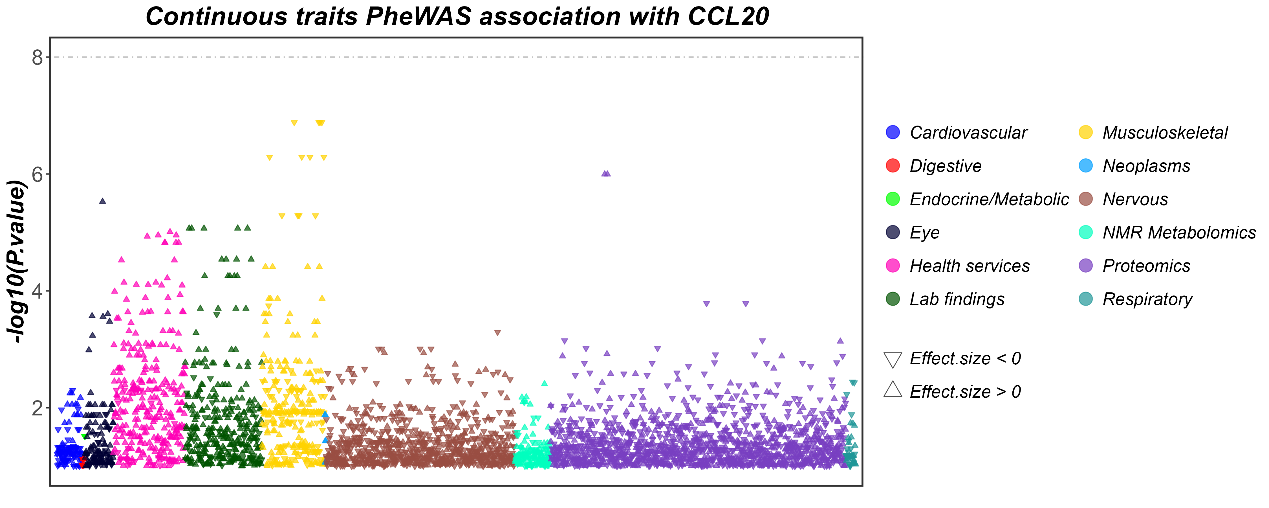 Continuous traits PheWAS association with CCL20
8
6
4
2
-log10(P.value)
Cardiovascular
Digestive
Endocrine/Metabolic
Eye
Health services
Lab findings
Musculoskeletal
Neoplasms
Nervous
NMR Metabolomics
Proteomics
Respiratory
Effect.size < 0
Effect.size > 0